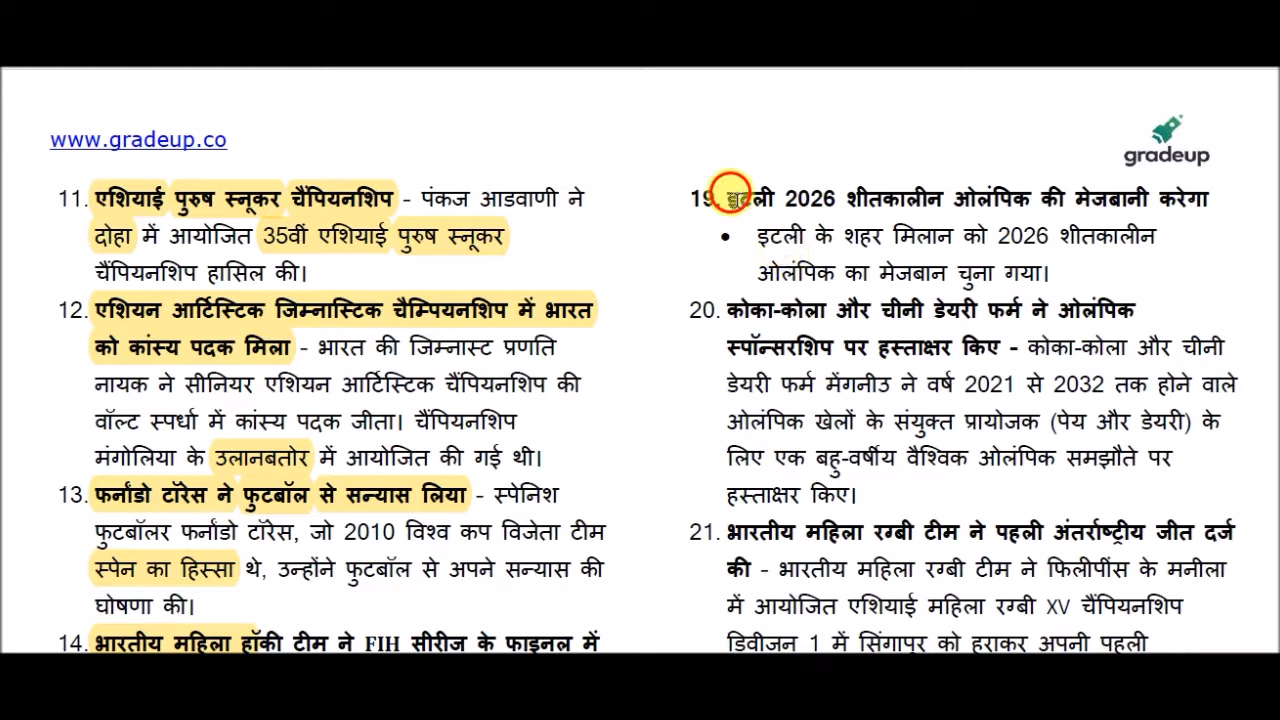 www.gradeup.co
gradeup
11. एशियाई पुरुष स्नूकर चैंपियनशिप - पंकज आडवाणी ने
दोहा में आयोजित 35वीं एशियाई पुरुष स्नूकर
चैंपियनशिप हासिल की।
12. एशियन आर्टिस्टिक जिम्नास्टिक चैम्पियनशिप में भारत
को कांस्य पदक मिला - भारत की जिम्नास्ट प्रणति
नायक ने सीनियर एशियन आर्टिस्टिक चैंपियनशिप की
वॉल्ट स्पर्धा में कांस्य पदक जीता। चैंपियनशिप
मंगोलिया के उलानबतोर में आयोजित की गई थी।
13. फर्नांडो टॉरेस ने फुटबॉल से सन्यास लिया - स्पेनिश
फुटबॉलर फर्नांडो टॉरेस, जो 2010 विश्व कप विजेता टीम
स्पेन का हिस्सा थे, उन्होंने फुटबॉल से अपने सन्यास की
घोषणा की।
14. भारतीय महिला हॉकी टीम ने FIH सीरीज के फाइनल में
19. इटली 2026 शीतकालीन ओलंपिक की मेजबानी करेगा
• इटली के शहर मिलान को 2026 शीतकालीन
ओलंपिक का मेजबान चुना गया।
20. कोका-कोला और चीनी डेयरी फर्म ने ओलंपिक
स्पॉन्सरशिप पर हस्ताक्षर किए - कोका-कोला और चीनी
डेयरी फर्म मेंगनीउ ने वर्ष 2021 से 2032 तक होने वाले
ओलंपिक खेलों के संयुक्त प्रायोजक (पेय और डेयरी) के
लिए एक बहु-वर्षीय वैश्विक ओलंपिक समझौते पर
हस्ताक्षर किए।
21. भारतीय महिला रग्बी टीम ने पहली अंतर्राष्ट्रीय जीत दर्ज
की - भारतीय महिला रग्बी टीम ने फिलीपींस के मनीला
में आयोजित एशियाई महिला रग्बी XV चैंपियनशिप
डिवीजन 1 में सिंगापुर को हराकर अपनी पहली